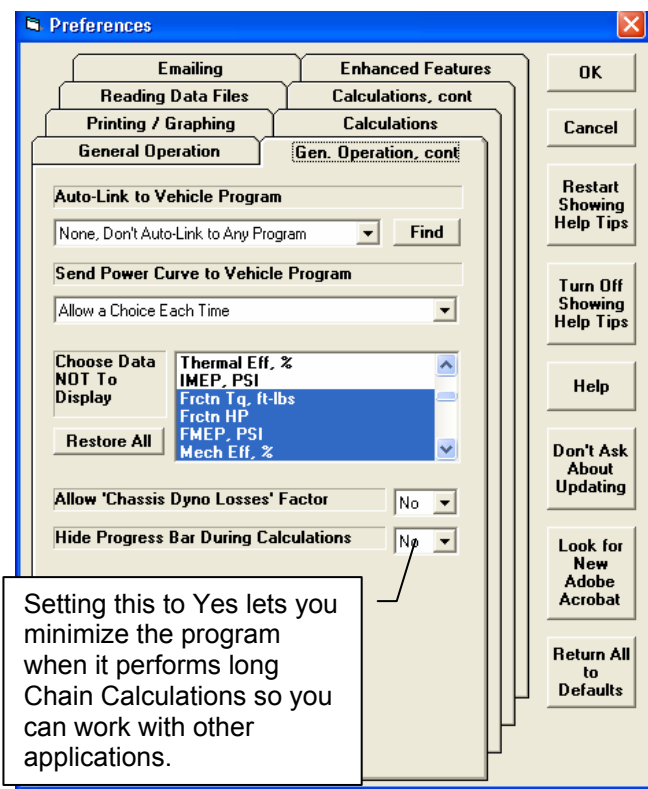 Preferences
Emailing
Enhanced Features
Reading Data Files
Calculations, cont
Printing / Graphing
Calculations
General Operation
Gen. Operation, cont
Auto-Link to Vehicle Program
None, Don't Auto-Link to Any Program
Find
Send Power Curve to Vehicle Program
Allow a Choice Each Time
Choose Data
NOT To
Display
Restore All
Thermal Eff, %
IMEP, PSI
Frctn Tq, ft-lbs
Frctn HP
FMEP, PSI
Mech Eff, %
Allow 'Chassis Dyno Losses' Factor
No
Hide Progress Bar During Calculations
No
Setting this to Yes lets you
minimize the program
when it performs long
Chain Calculations so you
can work with other
applications.
OK
Cancel
Restart
Showing
Help Tips
Turn Off
Showing
Help Tips
Help
Don't Ask
About
Updating
Look for
New
Adobe
Acrobat
Return All
to
Defaults